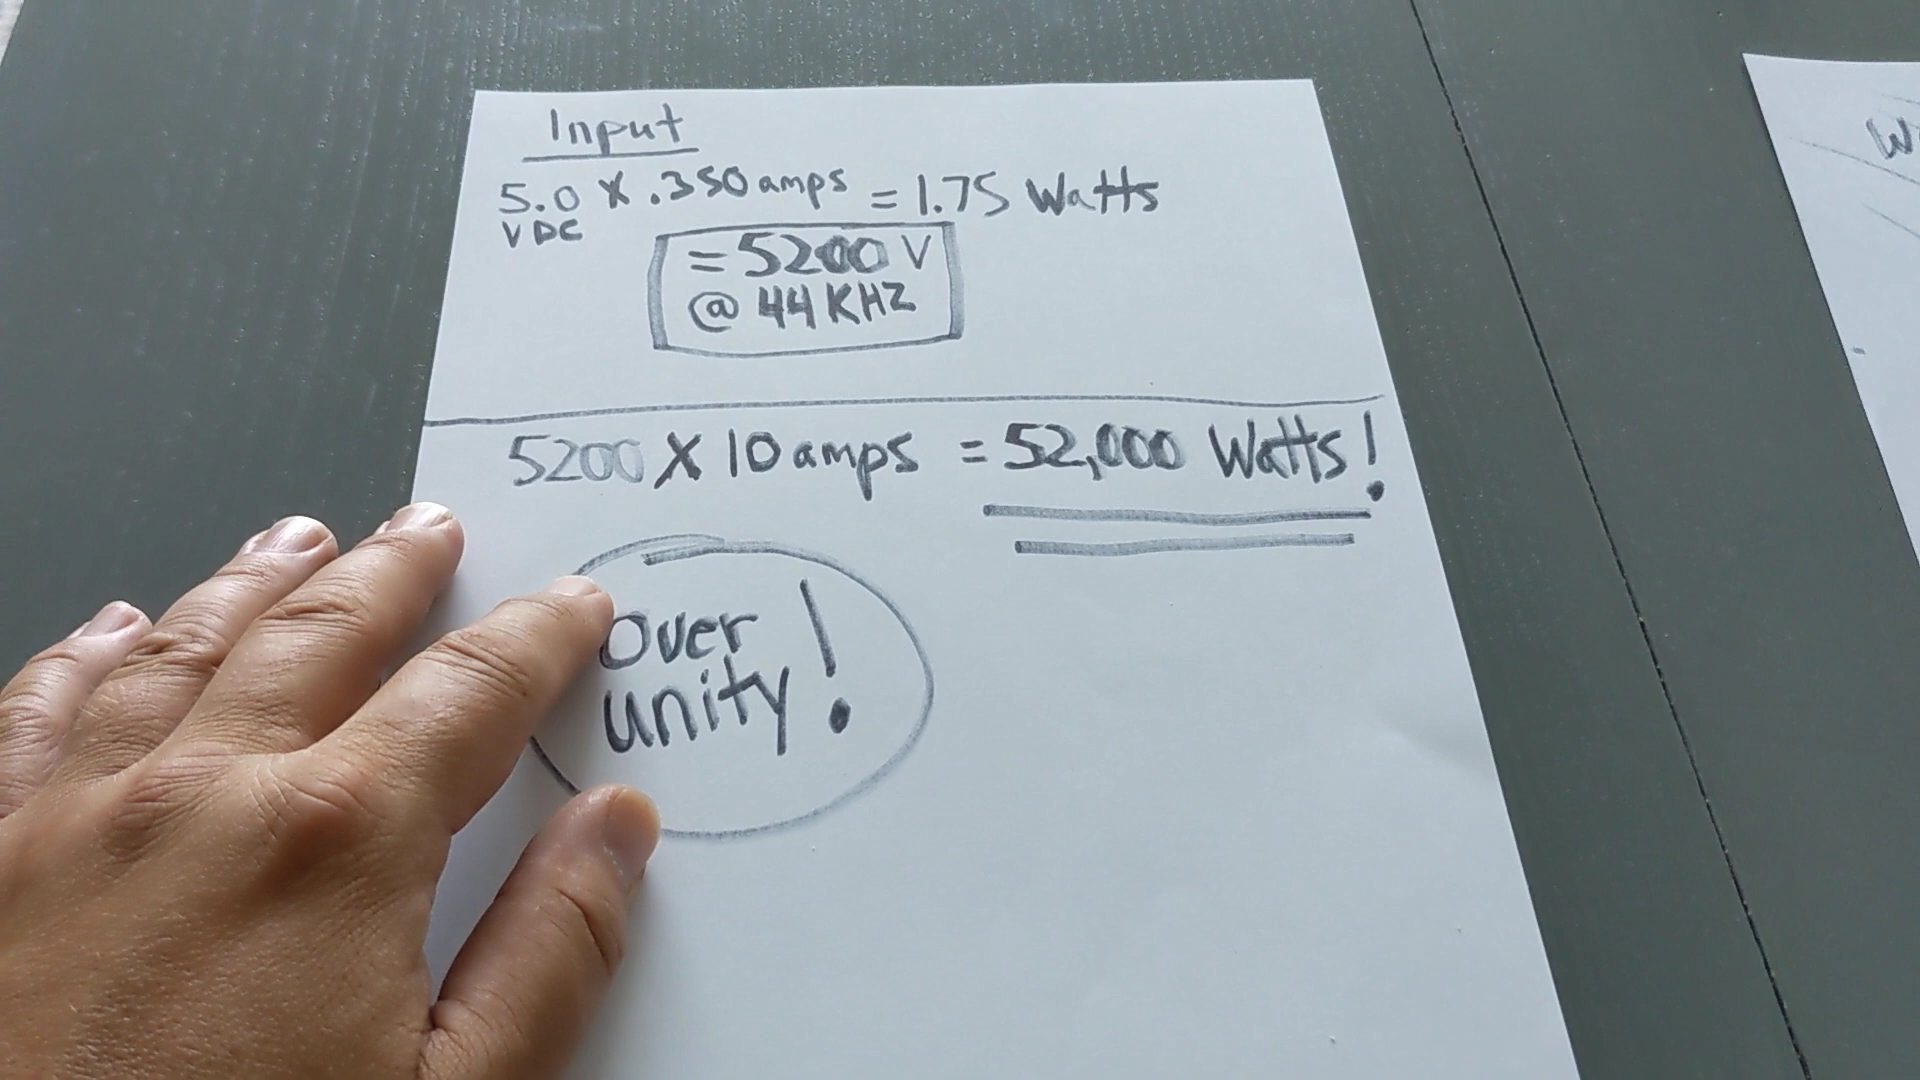 Input
5.0 X .350 amps = 1.75 Watts
VDC
= 5200 V
@ 44 KHZ
5200 X 10 amps = 52,000 Watts!
Over
unity!